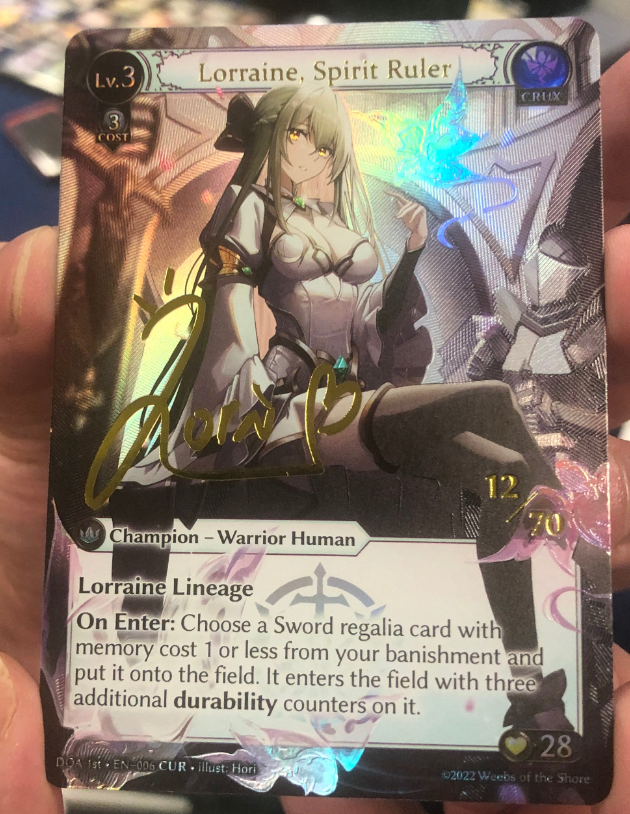 Lv.3
Lorraine, Spirit Ruler
CRUX
3
COST
12/70
Champion – Warrior Human
Lorraine Lineage
On Enter: Choose a Sword regalia card with
memory cost 1 or less from your banishment and
put it onto the field. It enters the field with three
additional durability counters on it.
28
DOA 1st • EN-006 CUR • illust: Hori
©2022 Weebs of the Shore